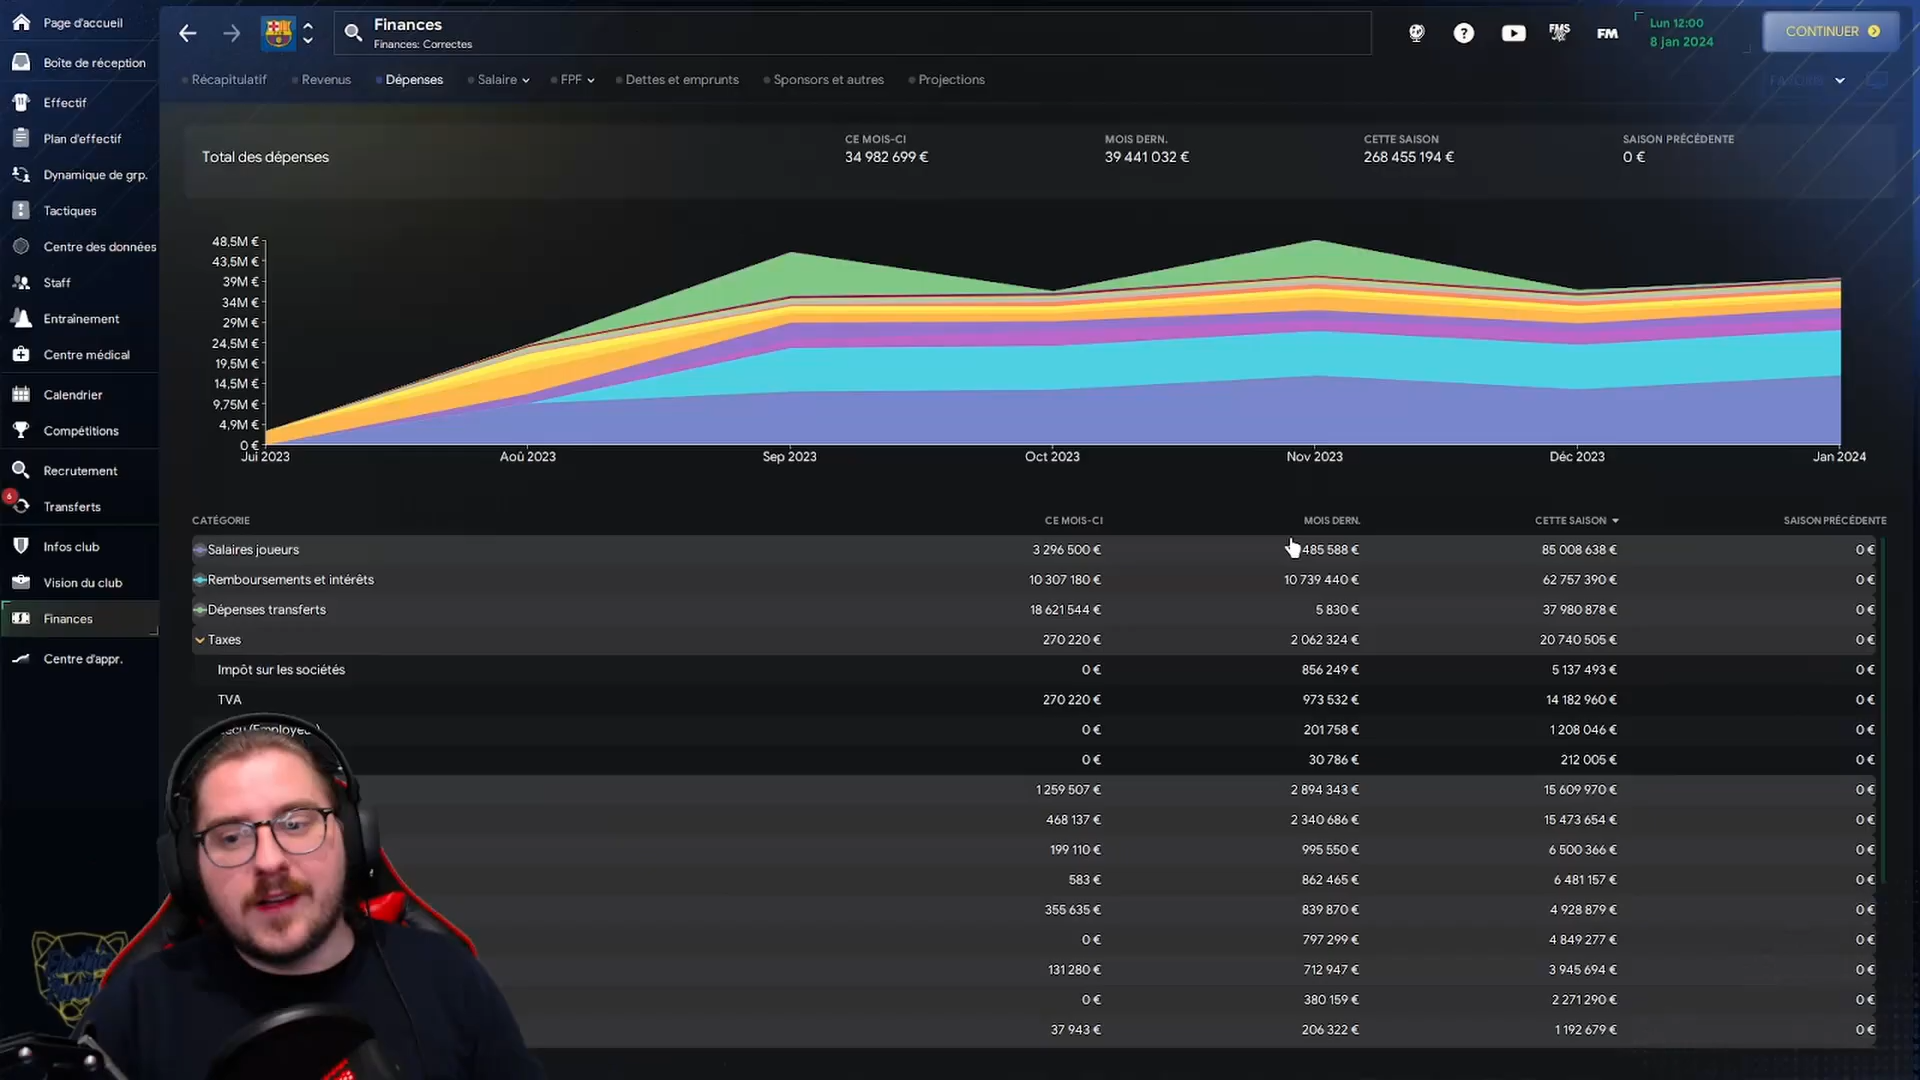 Page d'accueil
Boîte de réception
Effectif
Plan d'effectif
Dynamique de grp.
Tactiques
Centre des données
Staff
Entraînement
Centre médical
Calendrier
Compétitions
Recrutement
6
Transferts
Infos club
Vision du club
Finances
Centre d'appr.
Finances
Finances: Correctes
FMS
FM
Lun 12:00
8 jan 2024
CONTINUER
Récapitulatif
Revenus
Dépenses
Salaire
FPF
Dettes et emprunts
Sponsors et autres
Projections
FAVORIS
Total des dépenses
CE MOIS-CI
34 982 699 €
MOIS DERN.
39 441 032 €
CETTE SAISON
268 455 194 €
SAISON PRÉCÉDENTE
0 €
48,5M €
43,5M €
39M €
34M €
29M €
24,5M €
19,5M €
14,5M €
9,75M €
4,9M €
0 €
Jui 2023
Aoû 2023
Sep 2023
Oct 2023
Nov 2023
Déc 2023
Jan 2024
CATÉGORIE CE MOIS-CI MOIS DERN. CETTE SAISON SAISON PRÉCÉDENTE
Salaires joueurs 3 296 500 € 485 588 € 85 008 638 € 0 €
Remboursements et intérêts 10 307 180 € 10 739 440 € 62 757 390 € 0 €
Dépenses transferts 18 621 544 € 5 830 € 37 980 878 € 0 €
Taxes 270 220 € 2 062 324 € 20 740 505 € 0 €
Impôt sur les sociétés 0 € 856 249 € 5 137 493 € 0 €
TVA 270 220 € 973 532 € 14 182 960 € 0 €
0 € 201 758 € 1 208 046 € 0 €
0 € 30 786 € 212 005 € 0 €
1 259 507 € 2 894 343 € 15 609 970 € 0 €
468 137 € 2 340 686 € 15 473 654 € 0 €
199 110 € 995 550 € 6 500 366 € 0 €
583 € 862 465 € 6 481 157 € 0 €
355 635 € 839 870 € 4 928 879 € 0 €
0 € 797 299 € 4 849 277 € 0 €
131 280 € 712 947 € 3 945 694 € 0 €
0 € 380 159 € 2 271 290 € 0 €
37 943 € 206 322 € 1 192 679 € 0 €